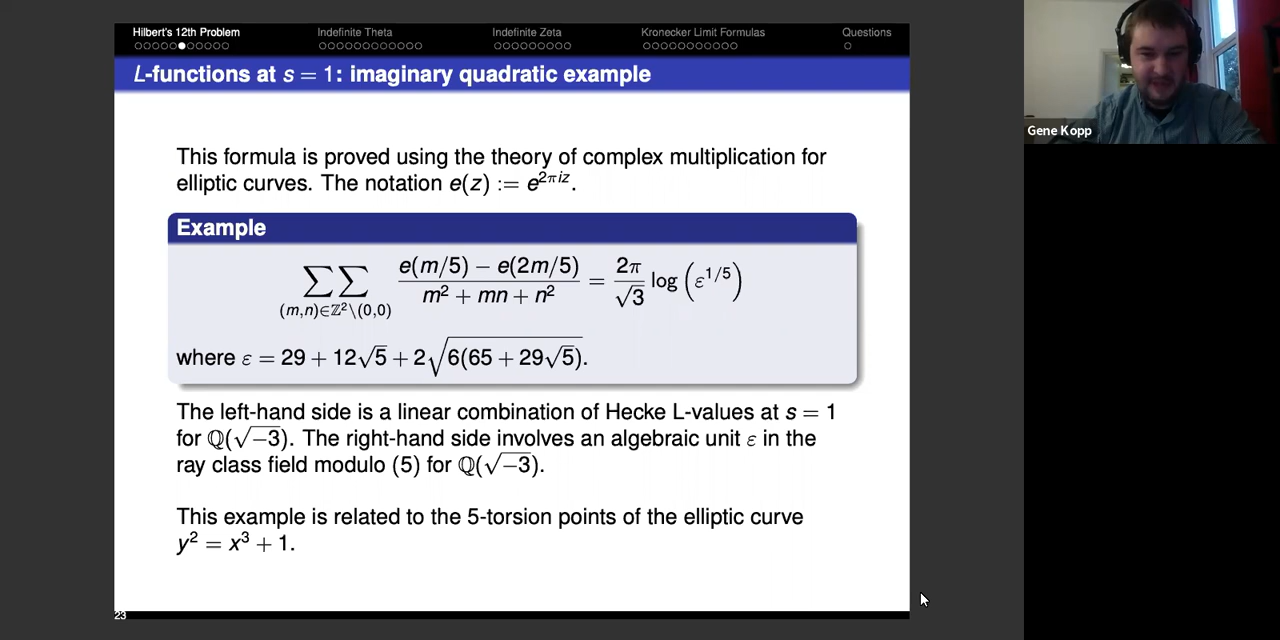 Hilbert's 12th Problem Indefinite Theta Indefinite Zeta Kronecker Limit Formulas Questions
L-functions at s = 1: imaginary quadratic example
Gene Kopp
This formula is proved using the theory of complex multiplication for
elliptic curves. The notation e(z) := e^{2πiz}.
Example
∑∑_{(m,n)∈ℤ²\(0,0)} (e(m/5) − e(2m/5))/(m² + mn + n²) = (2π/√3) log(ε^{1/5})
where ε = 29 + 12√5 + 2√(6(65 + 29√5)).
The left-hand side is a linear combination of Hecke L-values at s = 1
for ℚ(√−3). The right-hand side involves an algebraic unit ε in the
ray class field modulo (5) for ℚ(√−3).
This example is related to the 5-torsion points of the elliptic curve
y² = x³ + 1.
23